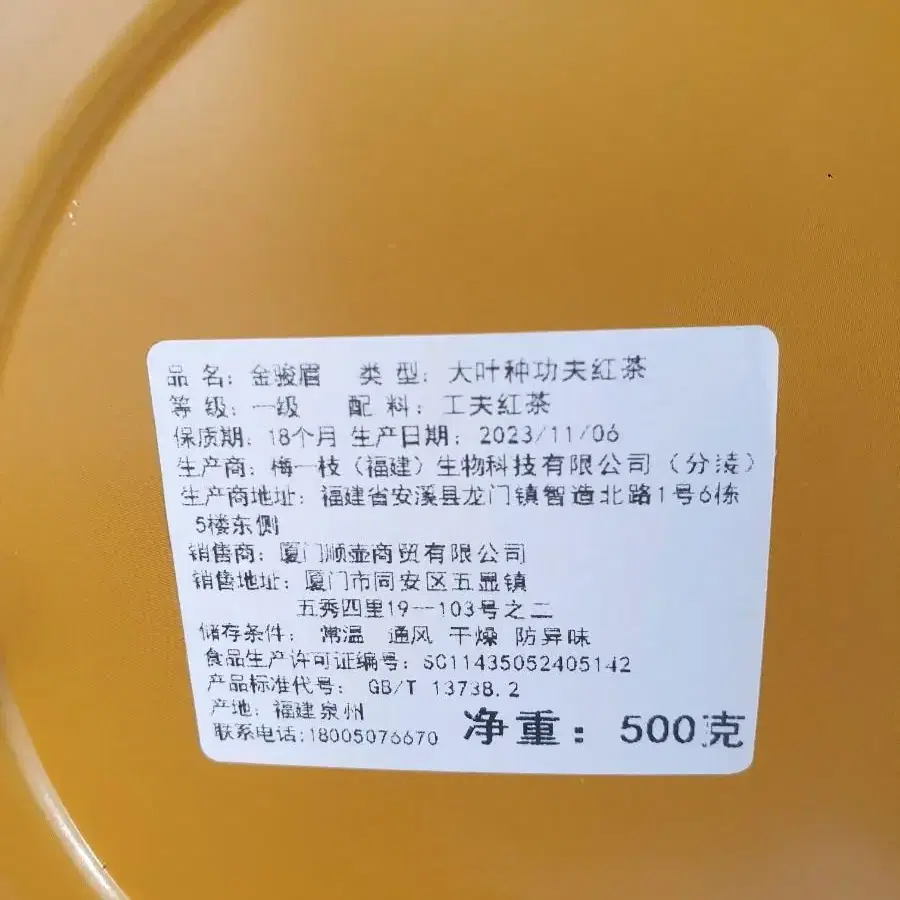 品 名：金骏眉 类 型：大叶种功夫红茶
等 级：一级 配 料：工夫红茶
保质期：18个月 生产日期：2023/11/06
生产商：梅一枝（福建）生物科技有限公司（分装）
生产商地址：福建省安溪县龙门镇智造北路1号6栋
5楼东侧
销售商：厦门顺壶商贸有限公司
销售地址：厦门市同安区五显镇
五秀四里19--103号之二
储存条件：常温 通风 干燥 防异味
食品生产许可证编号：SC11435052405142
产品标准代号：GB/T 13738.2
产地：福建泉州
联系电话:18005076670 净重：500克